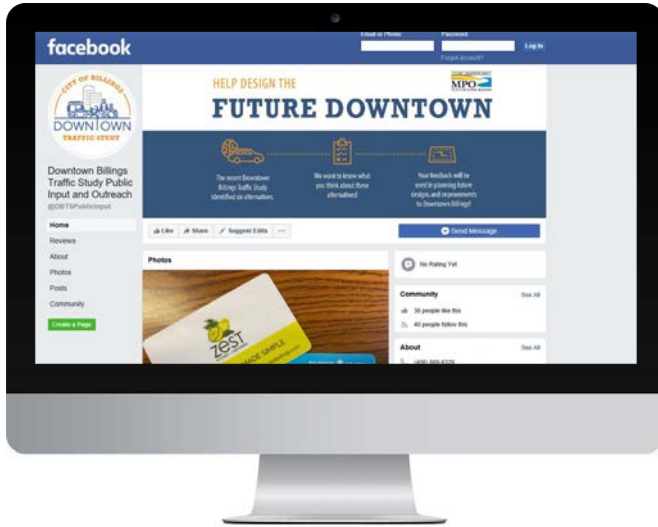 facebook
Email or Phone
Password
Log In
Forgot account?
CITY OF BILLINGS
DOWNTOWN
TRAFFIC STUDY
HELP DESIGN THE
FUTURE DOWNTOWN
MPO
The recent Downtown
Billings Traffic Study
identified six alternatives.
We want to know what
you think about these
alternatives!
Your feedback will be
used in planning future
designs and improvements
to Downtown Billings!
Downtown Billings
Traffic Study Public
Input and Outreach
@DBTSPublicInput
Home
Reviews
About
Photos
Posts
Community
Create a Page
Like
Share
Suggest Edits
Send Message
Photos
zest
MADE SIMPLE
No Rating Yet
Community
See All
36 people like this
40 people follow this
About
See All